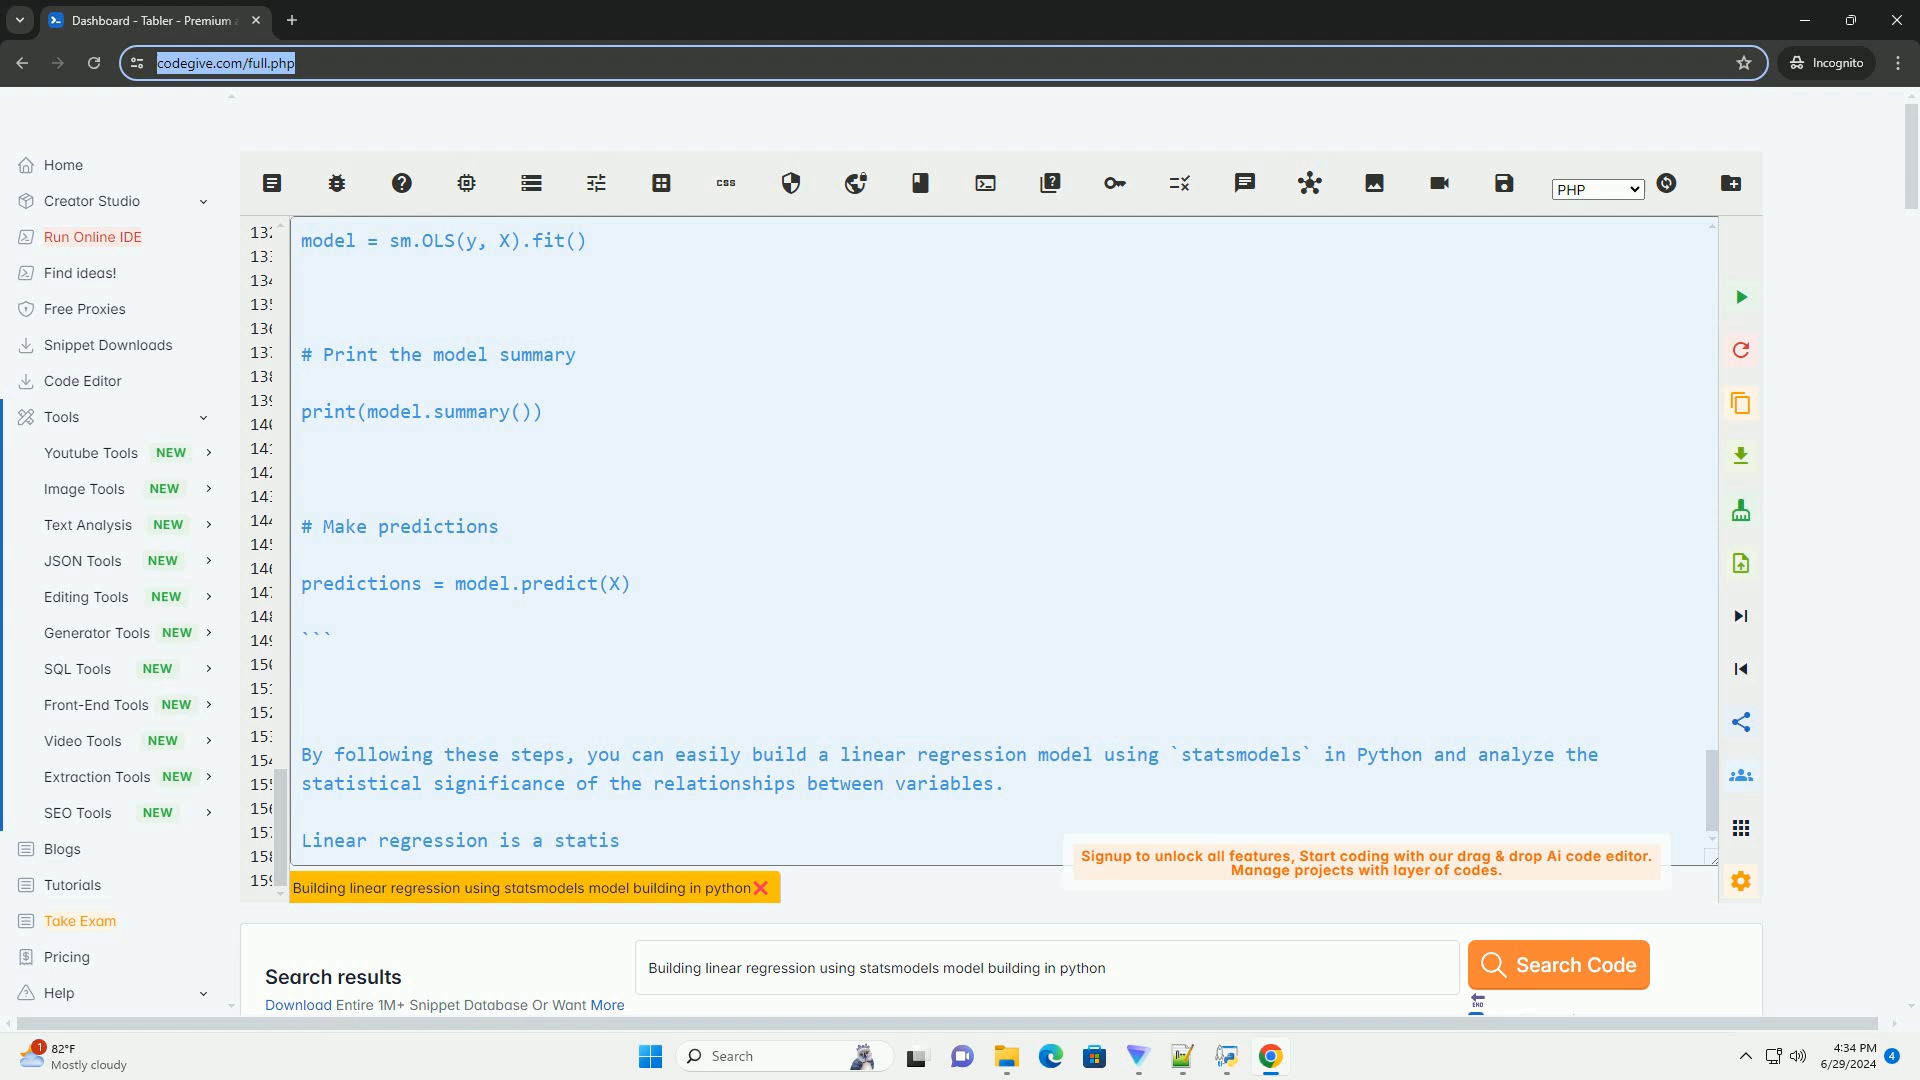 Dashboard - Tabler - Premium
codegive.com/full.php
Incognito
Home
Creator Studio
Run Online IDE
Find ideas!
Free Proxies
Snippet Downloads
Code Editor
Tools
Youtube Tools NEW
Image Tools NEW
Text Analysis NEW
JSON Tools NEW
Editing Tools NEW
Generator Tools NEW
SQL Tools NEW
Front-End Tools NEW
Video Tools NEW
Extraction Tools NEW
SEO Tools NEW
Blogs
Tutorials
Take Exam
Pricing
Help
css
PHP
model = sm.OLS(y, X).fit()
# Print the model summary
print(model.summary())
# Make predictions
predictions = model.predict(X)
```
By following these steps, you can easily build a linear regression model using `statsmodels` in Python and analyze the
statistical significance of the relationships between variables.
Linear regression is a statis
Signup to unlock all features, Start coding with our drag & drop Ai code editor.
Manage projects with layer of codes.
Building linear regression using statsmodels model building in python
Search results
Download Entire 1M+ Snippet Database Or Want More
Building linear regression using statsmodels model building in python
Search Code
END
1
82°F
Mostly cloudy
Search
4:34 PM
6/29/2024
4